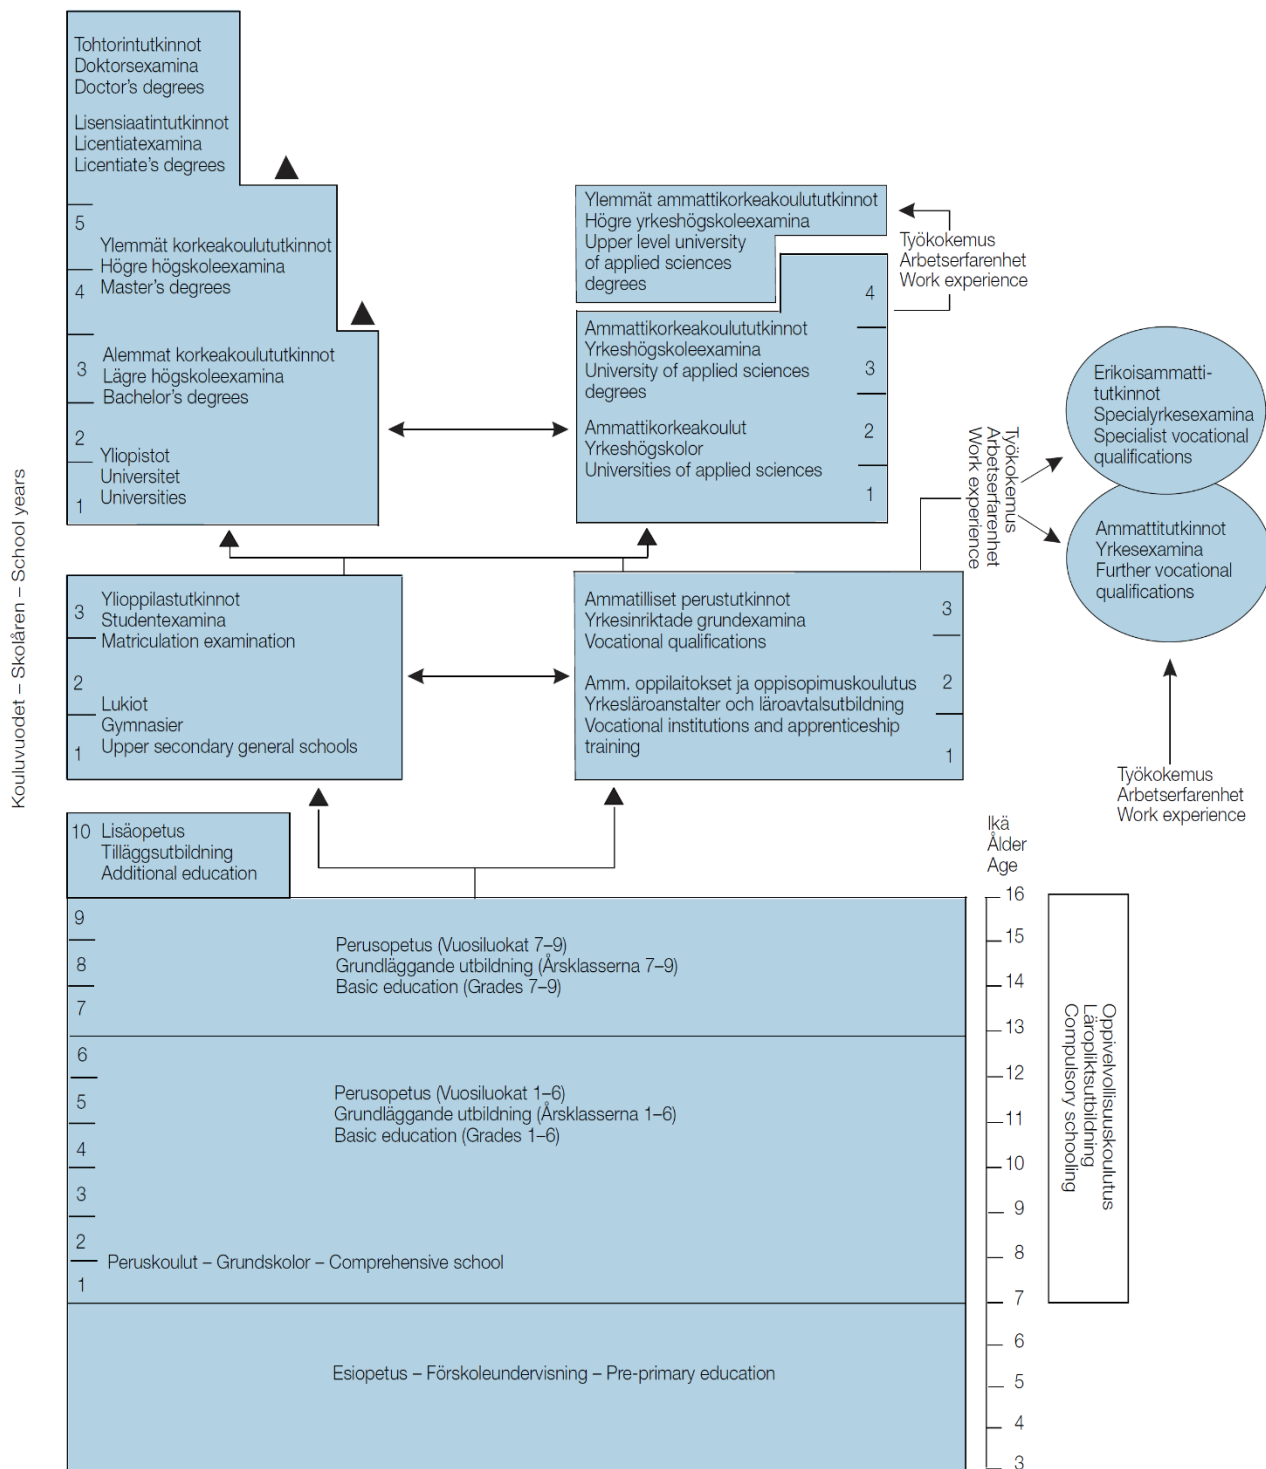 Tohtorintutkinnot
Doktorsexamina
Doctor's degrees
Lisensiaatintutkinnot
Licentiatexamina
Licentiate's degrees
5
Ylemmät korkeakoulututkinnot
Högre högskoleexamina
4
Master's degrees
Alemmat korkeakoulututkinnot
3
Lägre högskoleexamina
Bachelor's degrees
2
Yliopistot
Universitet
Universities
1
Ylemmät ammattikorkeakoulututkinnot
Högre yrkeshögskoleexamina
Upper level university
of applied sciences
degrees
4
Ammattikorkeakoulututkinnot
Yrkeshögskoleexamina
University of applied sciences
degrees
3
Ammattikorkeakoulut
Yrkeshögskolor
Universities of applied sciences
2
1
Työkokemus
Arbetserfarenhet
Work experience
Työkokemus
Arbetserfarenhet
Work experience
Erikoisammatti-
tutkinnot
Specialyrkesexamina
Specialist vocational
qualifications
Ammattitutkinnot
Yrkesexamina
Further vocational
qualifications
Työkokemus
Arbetserfarenhet
Work experience
Kouluvuodet – Skolåren – School years
Ylioppilastutkinnot
3
Studentexamina
Matriculation examination
2
Lukiot
Gymnasier
1
Upper secondary general schools
Ammatilliset perustutkinnot
Yrkesinriktade grundexamina
Vocational qualifications
3
Amm. oppilaitokset ja oppisopimuskoulutus
Yrkesläroanstalter och läroavtalsutbildning
Vocational institutions and apprenticeship
training
2
1
10 Lisäopetus
Tilläggsutbildning
Additional education
9
8
7
Perusopetus (Vuosiluokat 7–9)
Grundläggande utbildning (Årsklasserna 7–9)
Basic education (Grades 7–9)
6
5
4
3
2
1
Perusopetus (Vuosiluokat 1–6)
Grundläggande utbildning (Årsklasserna 1–6)
Basic education (Grades 1–6)
Peruskoulut – Grundskolor – Comprehensive school
Esiopetus – Förskoleundervisning – Pre-primary education
Ikä
Ålder
Age
16
15
14
13
12
11
10
9
8
7
6
5
4
3
Oppivelvollisuuskoulutus
Läropliktsutbildning
Compulsory schooling